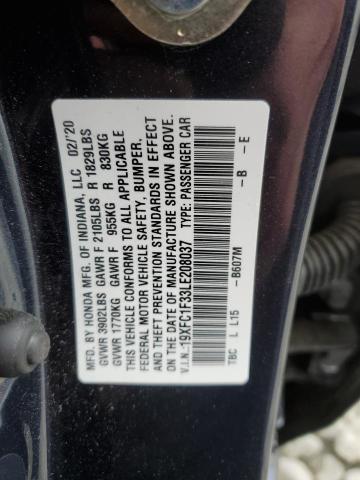 MFD. BY HONDA MFG. OF INDIANA, LLC 02/'20
GVWR 3902LBS GAWR F 2105LBS R 1829LBS
GVWR 1770KG GAWR F 955KG R 830KG
THIS VEHICLE CONFORMS TO ALL APPLICABLE
FEDERAL MOTOR VEHICLE SAFETY, BUMPER,
AND THEFT PREVENTION STANDARDS IN EFFECT
ON THE DATE OF MANUFACTURE SHOWN ABOVE.
V.I.N.:19XFC1F33LE208037 TYPE: PASSENGER CAR
TBC L L15 -B607M -B -E